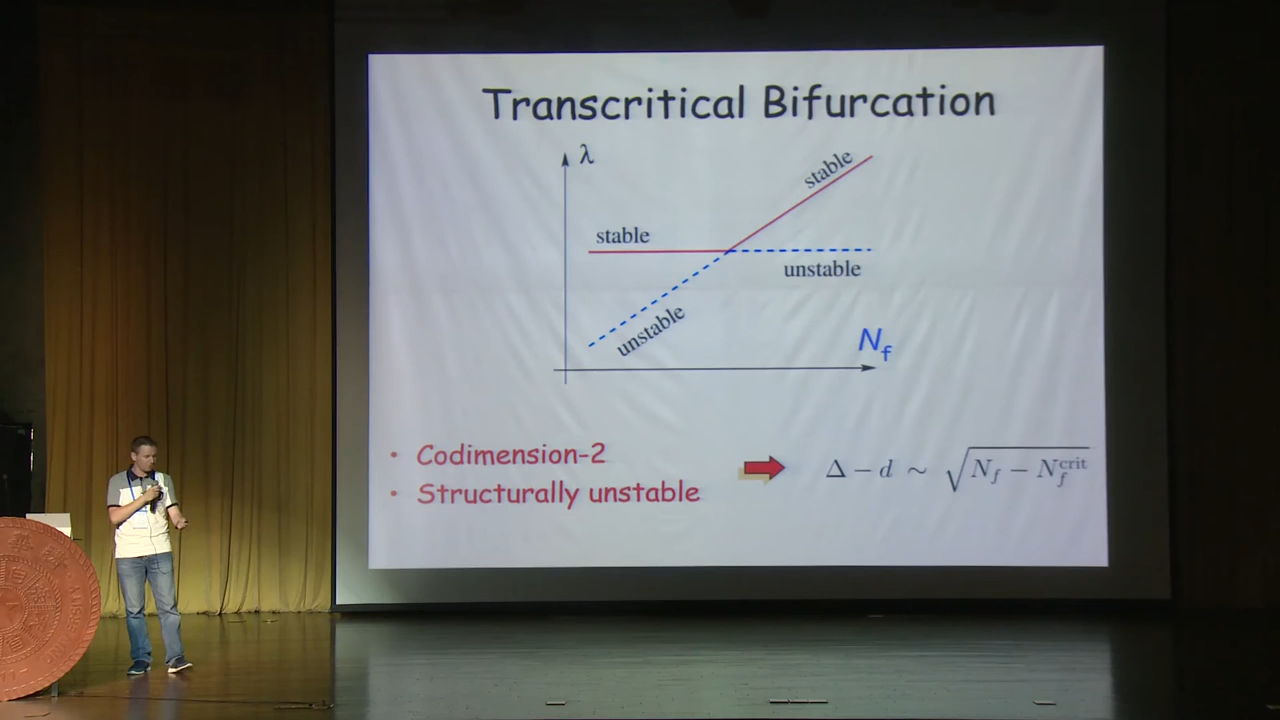 Transcritical Bifurcation
λ
stable
stable
unstable
unstable
N_f
• Codimension-2
• Structurally unstable
Δ − d ∼ √(N_f − N_f^crit)